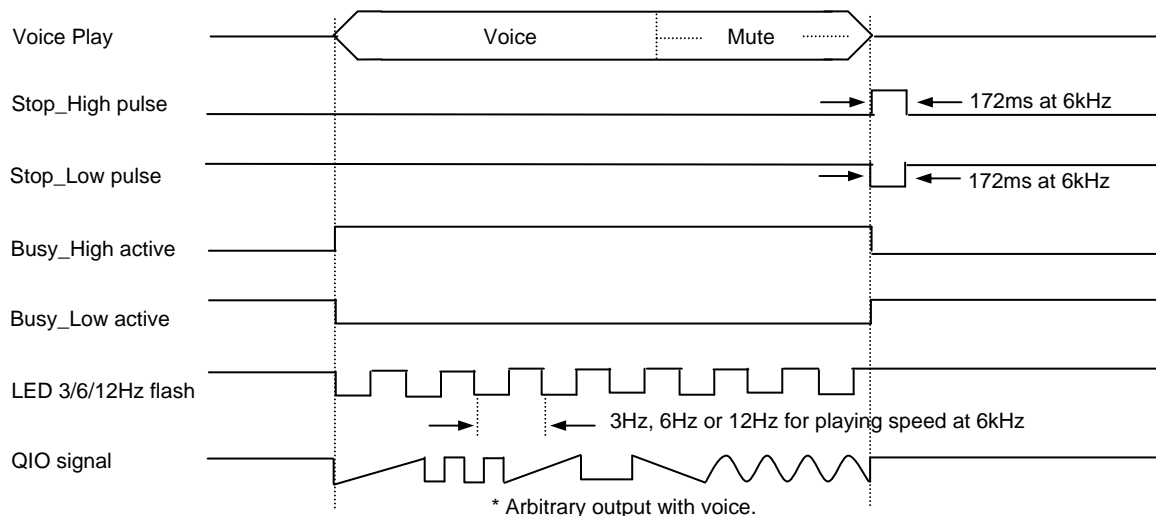 Voice Play
Voice
Mute
Stop_High pulse
172ms at 6kHz
Stop_Low pulse
172ms at 6kHz
Busy_High active
Busy_Low active
LED 3/6/12Hz flash
3Hz, 6Hz or 12Hz for playing speed at 6kHz
QIO signal
* Arbitrary output with voice.